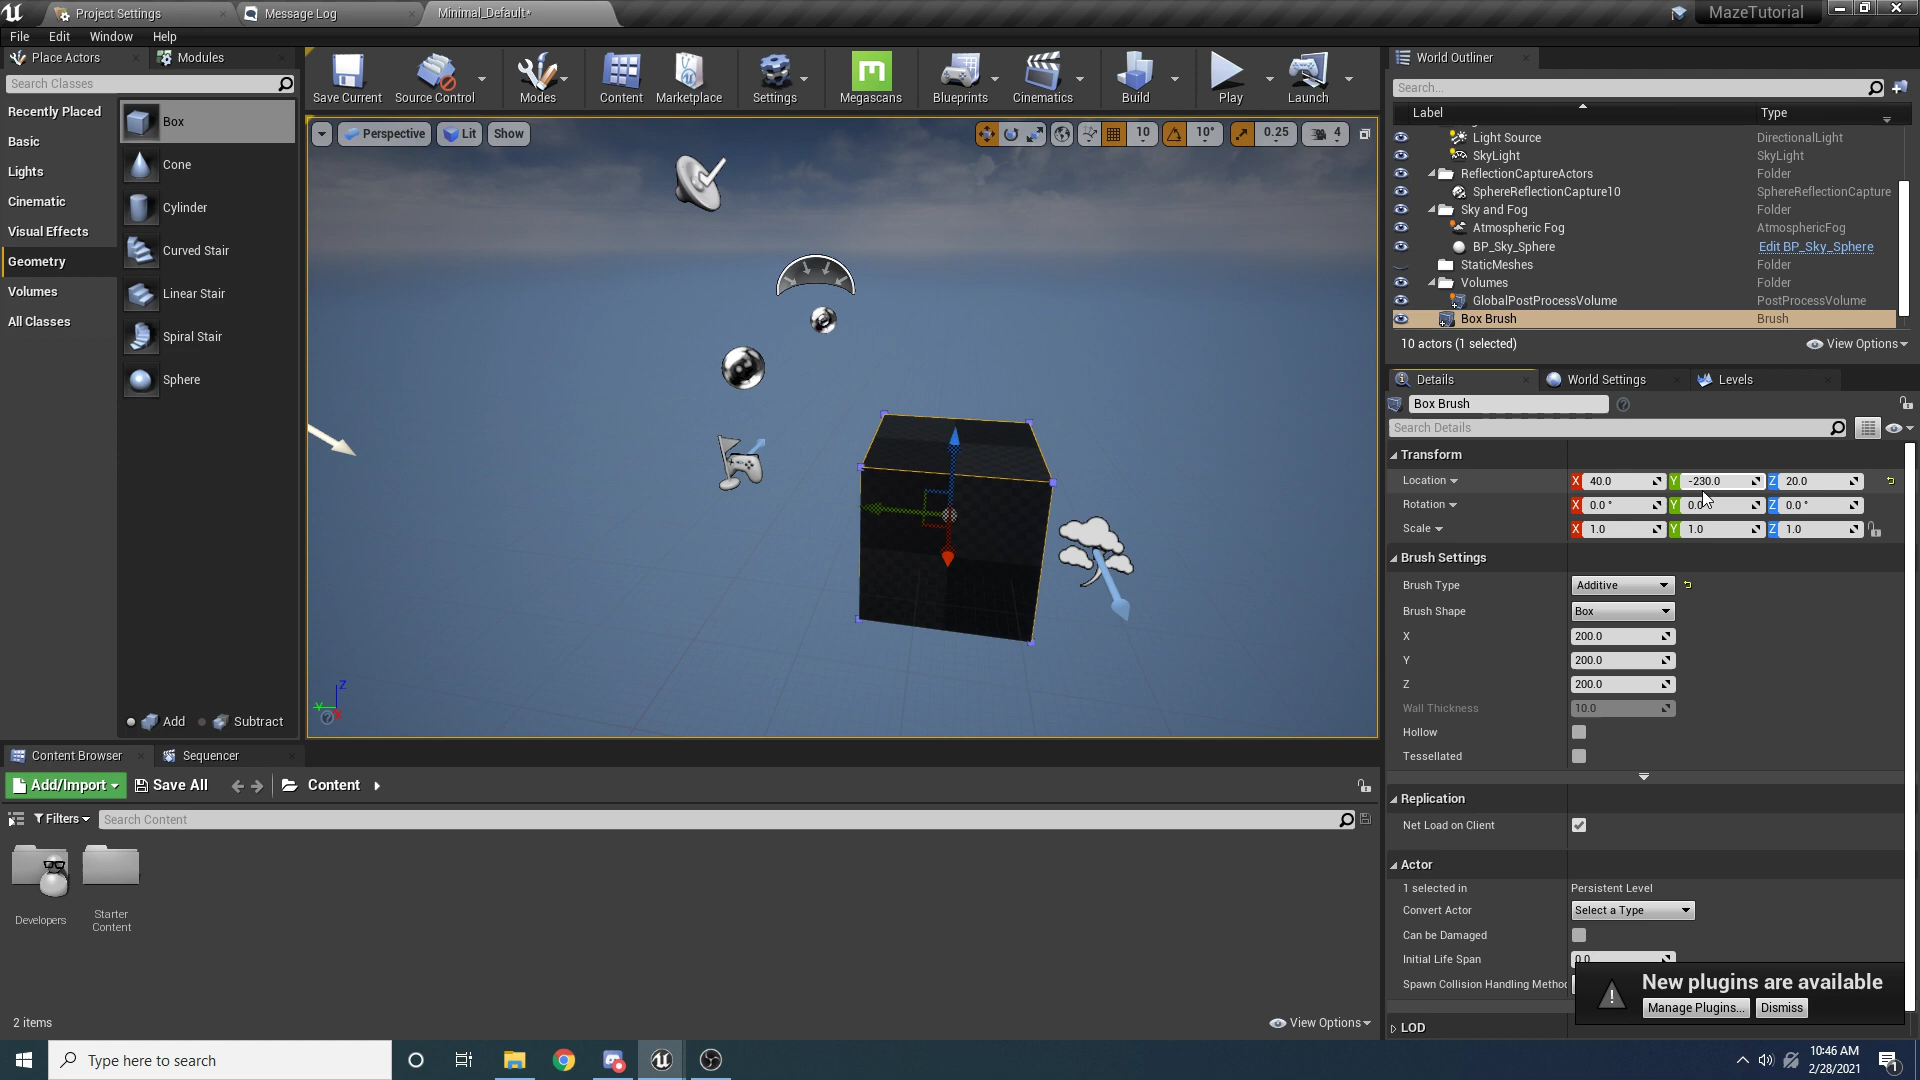 Project Settings
Message Log
Minimal_Default*
MazeTutorial
File Edit Window Help
Place Actors
Modules
Search Classes
Recently Placed
Basic
Lights
Cinematic
Visual Effects
Geometry
Volumes
All Classes
Box
Cone
Cylinder
Curved Stair
Linear Stair
Spiral Stair
Sphere
Add
Subtract
Save Current
Source Control
Modes
Content
Marketplace
Settings
Megascans
Blueprints
Cinematics
Build
Play
Launch
Perspective
Lit
Show
10
10°
0.25
4
Z
Y
World Outliner
Search...
Label Type
Light Source DirectionalLight
SkyLight SkyLight
ReflectionCaptureActors Folder
SphereReflectionCapture10 SphereReflectionCapture
Sky and Fog Folder
Atmospheric Fog AtmosphericFog
BP_Sky_Sphere Edit BP_Sky_Sphere
StaticMeshes Folder
Volumes Folder
GlobalPostProcessVolume PostProcessVolume
Box Brush Brush
10 actors (1 selected)
View Options
Details
World Settings
Levels
Box Brush
Search Details
Transform
Location X 40.0 Y -230.0 Z 20.0
Rotation X 0.0 ° Y 0.0 Z 0.0 °
Scale X 1.0 Y 1.0 Z 1.0
Brush Settings
Brush Type Additive
Brush Shape Box
X 200.0
Y 200.0
Z 200.0
Wall Thickness 10.0
Hollow
Tessellated
Replication
Net Load on Client
Actor
1 selected in Persistent Level
Convert Actor Select a Type
Can be Damaged
Initial Life Span 0.0
Spawn Collision Handling Method
LOD
New plugins are available
Manage Plugins...
Dismiss
Content Browser
Sequencer
Add/Import
Save All
Content
Filters
Search Content
Developers
Starter
Content
2 items
View Options
Type here to search
10:46 AM
2/28/2021
1